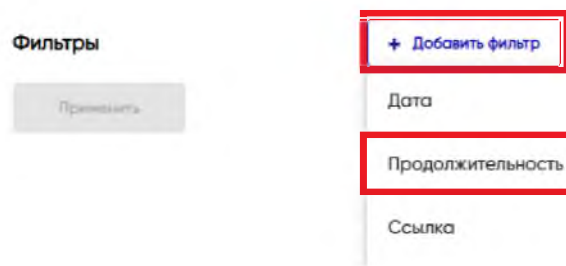 Фильтры
+ Добавить фильтр
Применить
Дата
Продолжительность
Ссылка